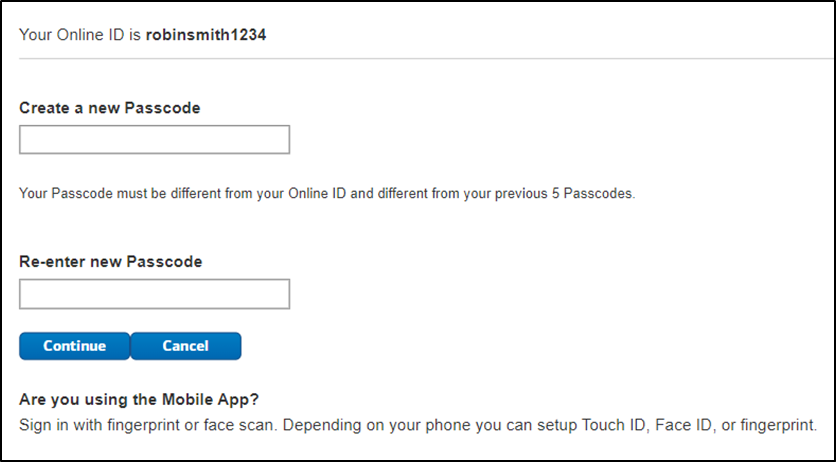 Your Online ID is robinsmith1234
Create a new Passcode
Your Passcode must be different from your Online ID and different from your previous 5 Passcodes.
Re-enter new Passcode
Continue Cancel
Are you using the Mobile App?
Sign in with fingerprint or face scan. Depending on your phone you can setup Touch ID, Face ID, or fingerprint.